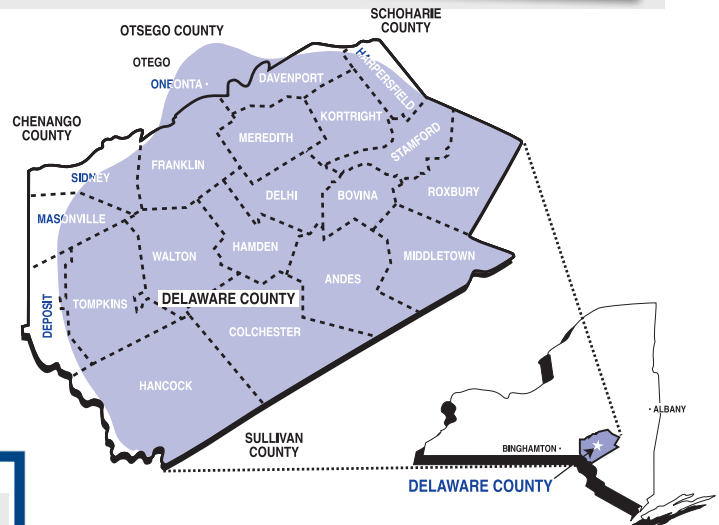 SCHOHARIE
COUNTY
OTSEGO COUNTY
OTEGO
ONEONTA
DAVENPORT
HARPERSFIELD
CHENANGO
COUNTY
KORTRIGHT
MEREDITH
STAMFORD
FRANKLIN
SIDNEY
DELHI
BOVINA
ROXBURY
MASONVILLE
WALTON
HAMDEN
MIDDLETOWN
ANDES
DEPOSIT
TOMPKINS
DELAWARE COUNTY
COLCHESTER
HANCOCK
SULLIVAN
COUNTY
ALBANY
BINGHAMTON
DELAWARE COUNTY